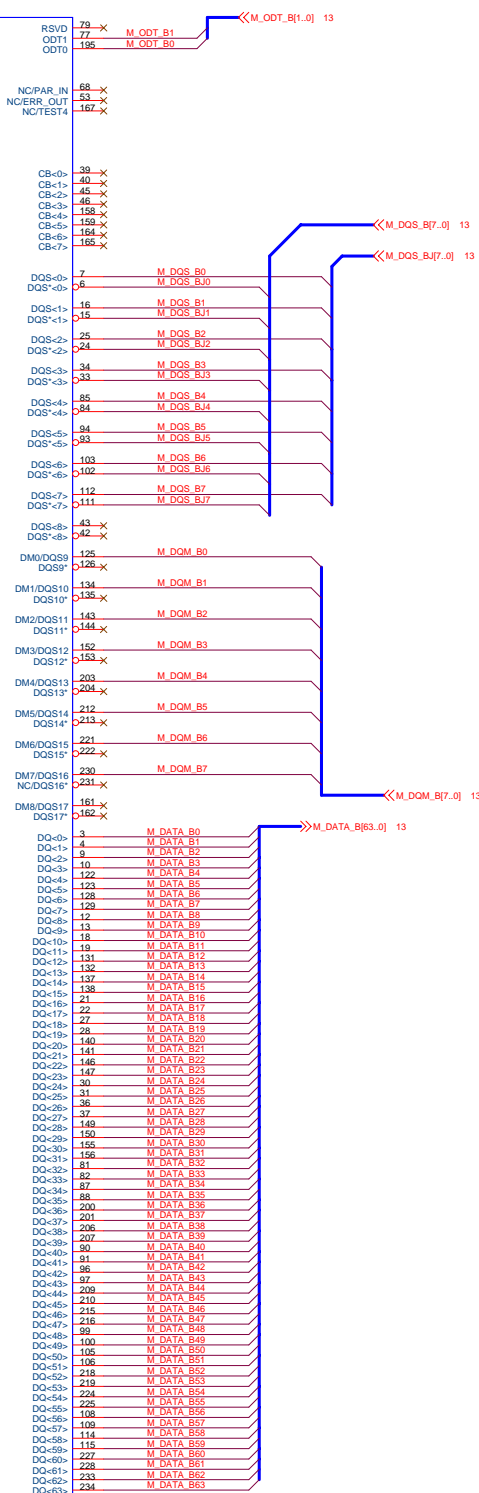 RSVD 79
ODT1 77 M_ODT_B1
ODT0 195 M_ODT_B0
M_ODT_B[1..0] 13
NC/PAR_IN 68
NC/ERR_OUT 53
NC/TEST4 167
CB<0> 39
CB<1> 40
CB<2> 45
CB<3> 46
CB<4> 158
CB<5> 159
CB<6> 164
CB<7> 165
M_DQS_B[7..0] 13
M_DQS_BJ[7..0] 13
DQS<0> 7 M_DQS_B0
DQS*<0> 6 M_DQS_BJ0
DQS<1> 16 M_DQS_B1
DQS*<1> 15 M_DQS_BJ1
DQS<2> 25 M_DQS_B2
DQS*<2> 24 M_DQS_BJ2
DQS<3> 34 M_DQS_B3
DQS*<3> 33 M_DQS_BJ3
DQS<4> 85 M_DQS_B4
DQS*<4> 84 M_DQS_BJ4
DQS<5> 94 M_DQS_B5
DQS*<5> 93 M_DQS_BJ5
DQS<6> 103 M_DQS_B6
DQS*<6> 102 M_DQS_BJ6
DQS<7> 112 M_DQS_B7
DQS*<7> 111 M_DQS_BJ7
DQS<8> 43
DQS*<8> 42
DM0/DQS9 125 M_DQM_B0
DQS9* 126
DM1/DQS10 134 M_DQM_B1
DQS10* 135
DM2/DQS11 143 M_DQM_B2
DQS11* 144
DM3/DQS12 152 M_DQM_B3
DQS12* 153
DM4/DQS13 203 M_DQM_B4
DQS13* 204
DM5/DQS14 212 M_DQM_B5
DQS14* 213
DM6/DQS15 221 M_DQM_B6
DQS15* 222
DM7/DQS16 230 M_DQM_B7
NC/DQS16* 231
M_DQM_B[7..0] 13
DM8/DQS17 161
DQS17* 162
M_DATA_B[63..0] 13
DQ<0> 3 M_DATA_B0
DQ<1> 4 M_DATA_B1
DQ<2> 9 M_DATA_B2
DQ<3> 10 M_DATA_B3
DQ<4> 122 M_DATA_B4
DQ<5> 123 M_DATA_B5
DQ<6> 128 M_DATA_B6
DQ<7> 129 M_DATA_B7
DQ<8> 12 M_DATA_B8
DQ<9> 13 M_DATA_B9
DQ<10> 18 M_DATA_B10
DQ<11> 19 M_DATA_B11
DQ<12> 131 M_DATA_B12
DQ<13> 132 M_DATA_B13
DQ<14> 137 M_DATA_B14
DQ<15> 138 M_DATA_B15
DQ<16> 21 M_DATA_B16
DQ<17> 22 M_DATA_B17
DQ<18> 27 M_DATA_B18
DQ<19> 28 M_DATA_B19
DQ<20> 140 M_DATA_B20
DQ<21> 141 M_DATA_B21
DQ<22> 146 M_DATA_B22
DQ<23> 147 M_DATA_B23
DQ<24> 30 M_DATA_B24
DQ<25> 31 M_DATA_B25
DQ<26> 36 M_DATA_B26
DQ<27> 37 M_DATA_B27
DQ<28> 149 M_DATA_B28
DQ<29> 150 M_DATA_B29
DQ<30> 155 M_DATA_B30
DQ<31> 156 M_DATA_B31
DQ<32> 81 M_DATA_B32
DQ<33> 82 M_DATA_B33
DQ<34> 87 M_DATA_B34
DQ<35> 88 M_DATA_B35
DQ<36> 200 M_DATA_B36
DQ<37> 201 M_DATA_B37
DQ<38> 206 M_DATA_B38
DQ<39> 207 M_DATA_B39
DQ<40> 90 M_DATA_B40
DQ<41> 91 M_DATA_B41
DQ<42> 96 M_DATA_B42
DQ<43> 97 M_DATA_B43
DQ<44> 209 M_DATA_B44
DQ<45> 210 M_DATA_B45
DQ<46> 215 M_DATA_B46
DQ<47> 216 M_DATA_B47
DQ<48> 99 M_DATA_B48
DQ<49> 100 M_DATA_B49
DQ<50> 105 M_DATA_B50
DQ<51> 106 M_DATA_B51
DQ<52> 218 M_DATA_B52
DQ<53> 219 M_DATA_B53
DQ<54> 224 M_DATA_B54
DQ<55> 225 M_DATA_B55
DQ<56> 108 M_DATA_B56
DQ<57> 109 M_DATA_B57
DQ<58> 114 M_DATA_B58
DQ<59> 115 M_DATA_B59
DQ<60> 227 M_DATA_B60
DQ<61> 228 M_DATA_B61
DQ<62> 233 M_DATA_B62
DQ<63> 234 M_DATA_B63